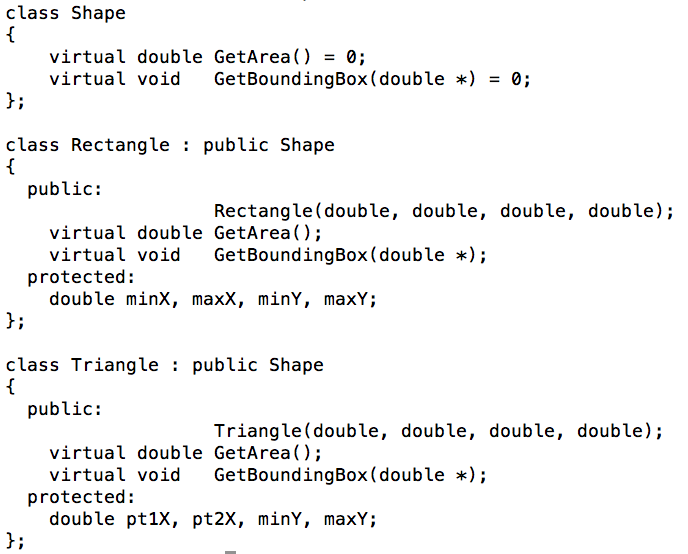 class Shape
{
    virtual double GetArea() = 0;
    virtual void   GetBoundingBox(double *) = 0;
};

class Rectangle : public Shape
{
  public:
                   Rectangle(double, double, double, double);
    virtual double GetArea();
    virtual void   GetBoundingBox(double *);
  protected:
    double minX, maxX, minY, maxY;
};

class Triangle : public Shape
{
  public:
                   Triangle(double, double, double, double);
    virtual double GetArea();
    virtual void   GetBoundingBox(double *);
  protected:
    double pt1X, pt2X, minY, maxY;
};